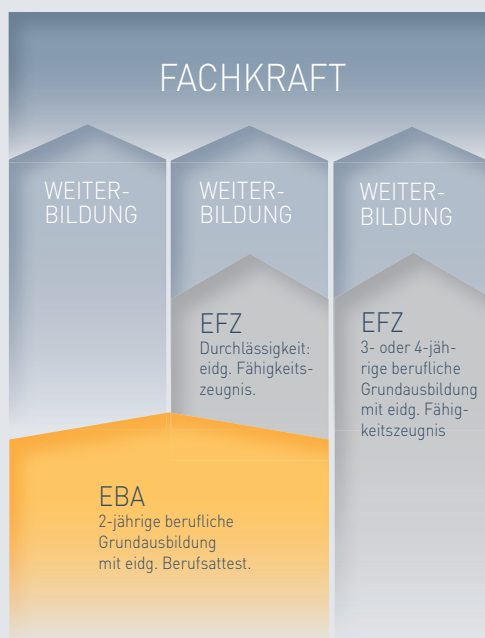 FACHKRAFT
WEITER-
BILDUNG
WEITER-
BILDUNG
WEITER-
BILDUNG
EFZ
Durchlässigkeit:
eidg. Fähigkeits-
zeugnis.
EFZ
3- oder 4-jäh-
rige berufliche
Grundausbildung
mit eidg. Fähig-
keitszeugnis
EBA
2-jährige berufliche
Grundausbildung
mit eidg. Berufsattest.